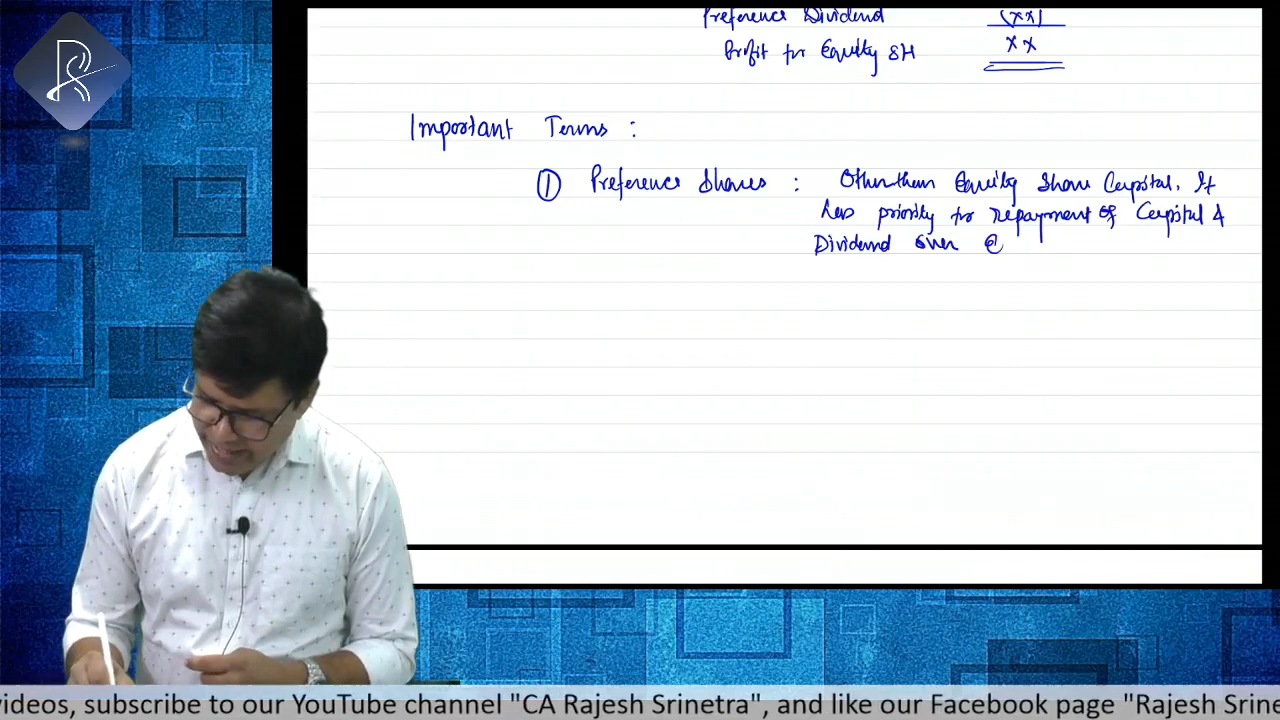 Preference Dividend (xx)
Profit for Equity SH xx
Important Terms :
① Preference Shares : Other than Equity Share Capital. It
has priority for repayment of Capital &
Dividend over e
videos, subscribe to our YouTube channel "CA Rajesh Srinetra", and like our Facebook page "Rajesh Srine